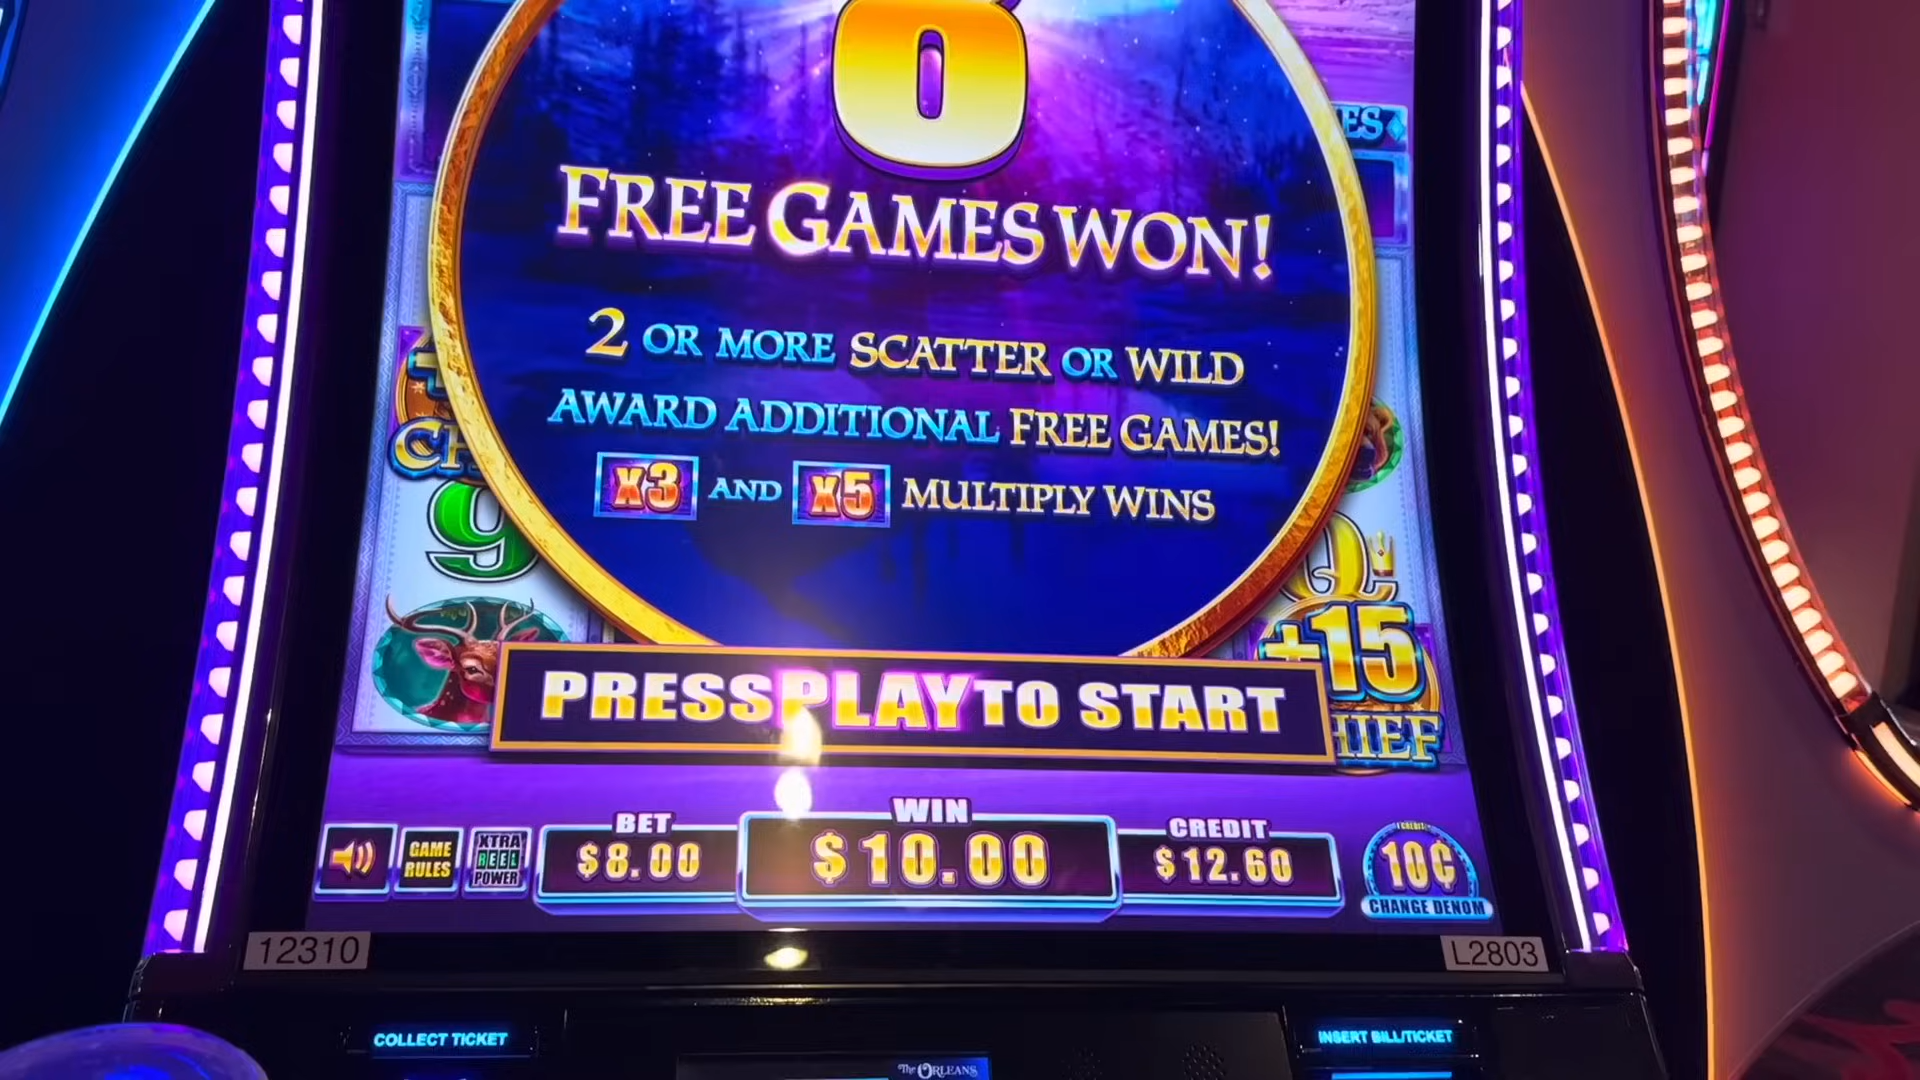 6
FREE GAMES WON!
2 OR MORE SCATTER OR WILD
AWARD ADDITIONAL FREE GAMES!
X3 AND X5 MULTIPLY WINS
9
Q
+15
PRESS PLAY TO START
GAME RULES
XTRA REEL POWER
BET
$8.00
WIN
$10.00
CREDIT
$12.60
10¢
CHANGE DENOM
12310
L2803
COLLECT TICKET
INSERT BILL/TICKET
The ORLEANS